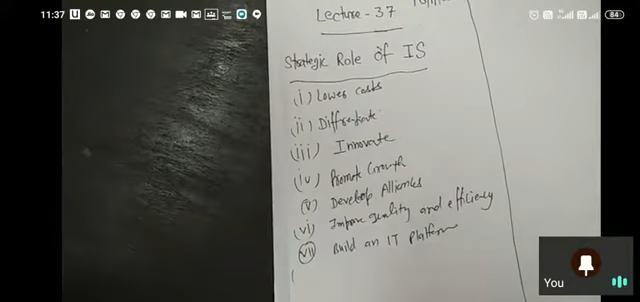 11:37
84
Lecture - 37
Strategic Role of IS
(i) Lower costs
(ii) Differentiate
(iii) Innovate
(iv) Promote Growth
(v) Develop Alliances
(vi) Improve quality and efficiency
(vii) Build an IT Platform
You